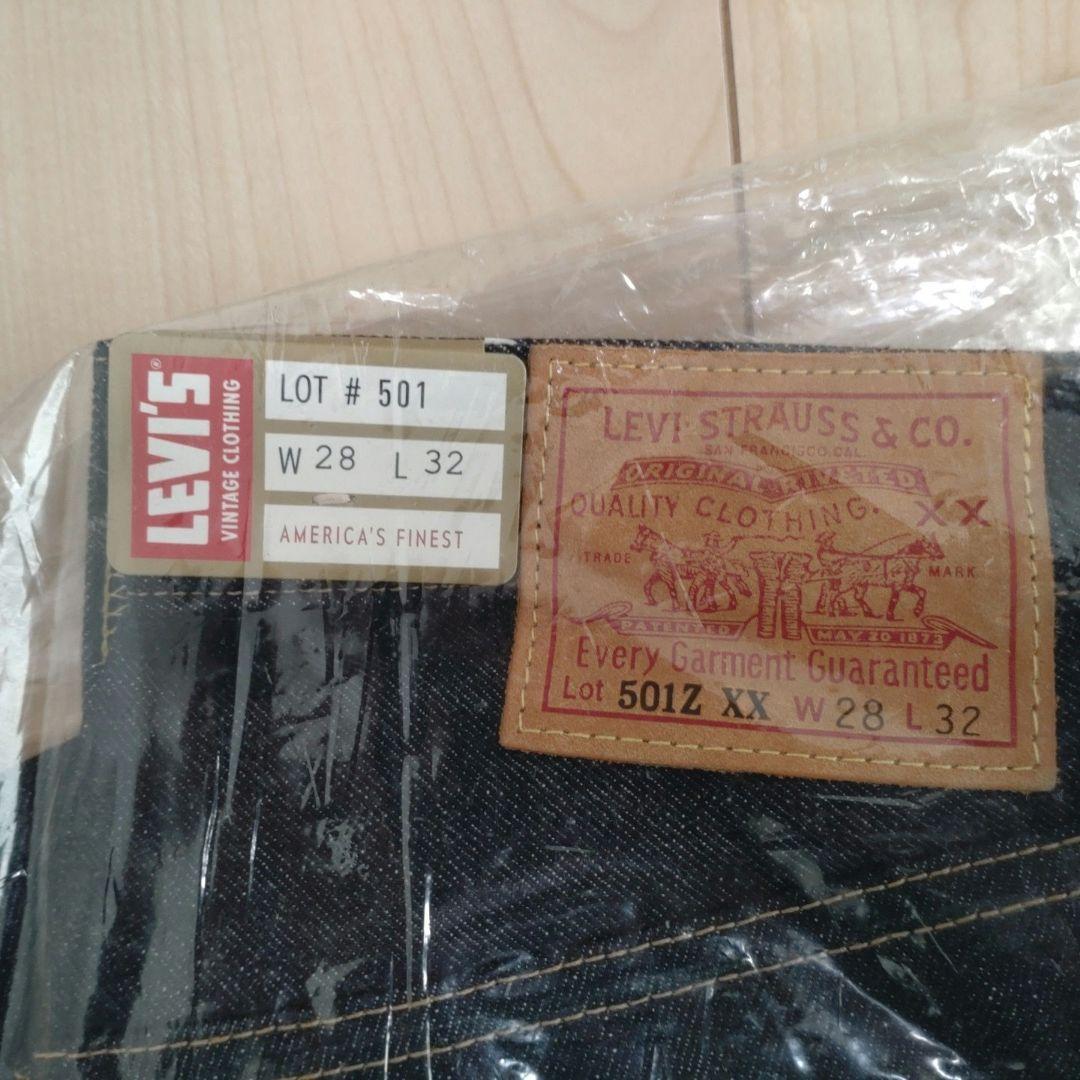 LEVI'S®
VINTAGE CLOTHING
LOT # 501
W 28 L 32
AMERICA'S FINEST
LEVI STRAUSS & CO.
SAN FRANCISCO, CAL.
ORIGINAL RIVETED
QUALITY CLOTHING. XX
TRADE MARK
PATENTED MAY 20 1873
Every Garment Guaranteed
Lot 501Z XX W 28 L 32